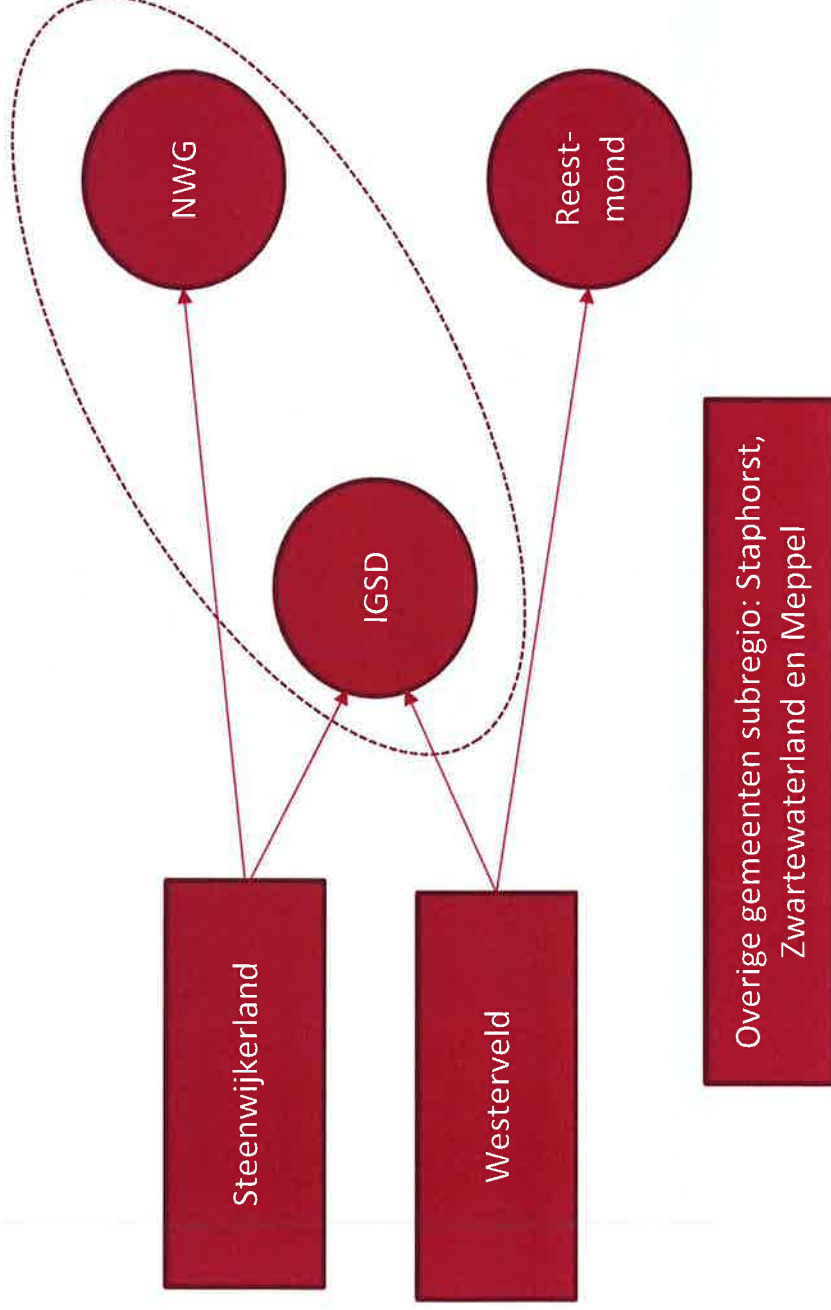 Steenwijkerland
NWG
IGSD
Westerveld
Reest-
mond
Overige gemeenten subregio: Staphorst,
Zwartewaterland en Meppel